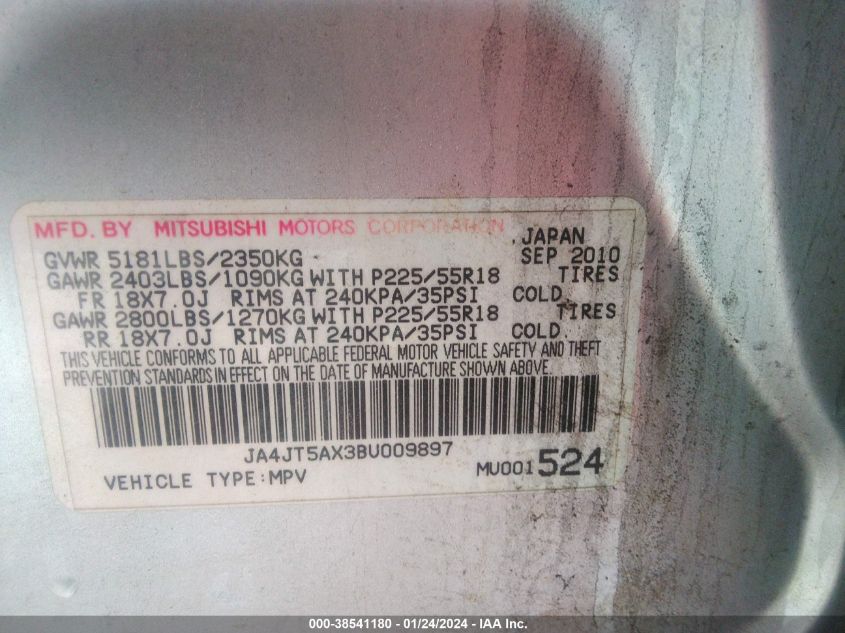 MFD. BY MITSUBISHI MOTORS CORPORATION
JAPAN
GVWR 5181LBS/2350KG SEP 2010
GAWR 2403LBS/1090KG WITH P225/55R18 TIRES
FR 18X7.0J RIMS AT 240KPA/35PSI COLD.
GAWR 2800LBS/1270KG WITH P225/55R18 TIRES
RR 18X7.0J RIMS AT 240KPA/35PSI COLD.
THIS VEHICLE CONFORMS TO ALL APPLICABLE FEDERAL MOTOR VEHICLE SAFETY AND THEFT
PREVENTION STANDARDS IN EFFECT ON THE DATE OF MANUFACTURE SHOWN ABOVE.
JA4JT5AX3BU009897
VEHICLE TYPE:MPV MU001524
000-38541180 - 01/24/2024 - IAA Inc.